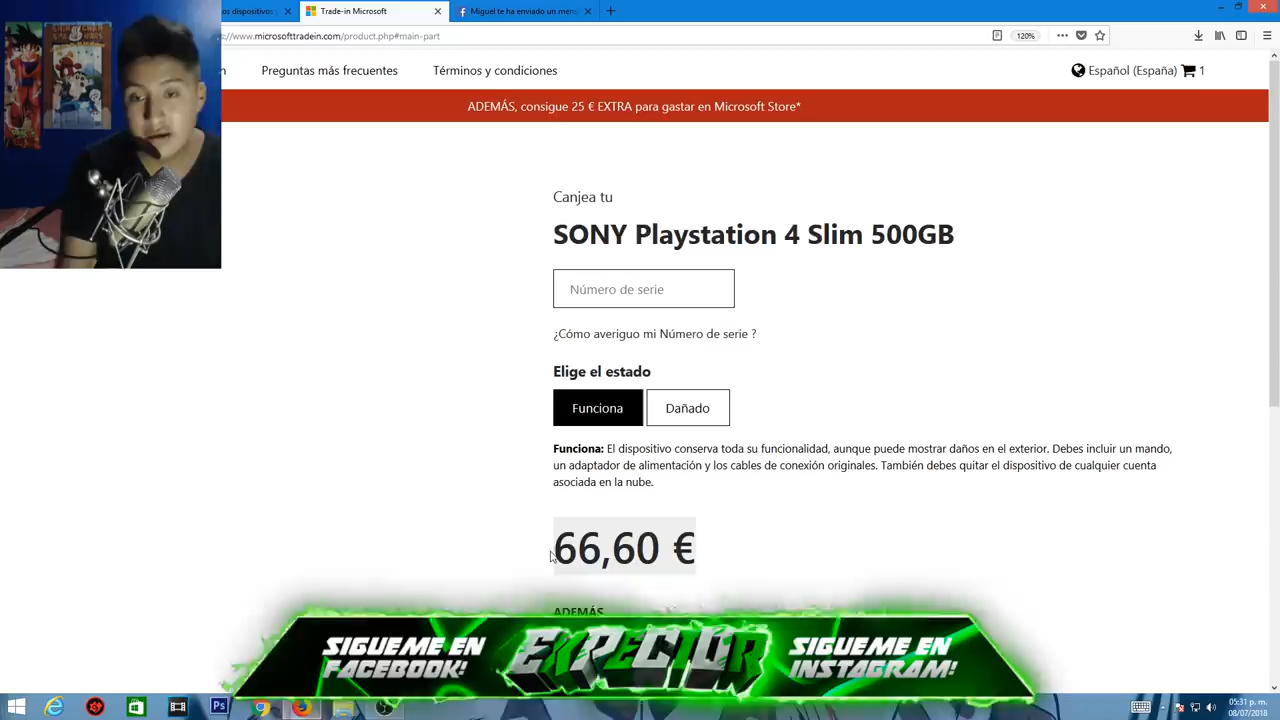 os dispositivos
Trade-in Microsoft
Miguel te ha enviado un mens
://www.microsofttradein.com/product.php#main-part
120%
n
Preguntas más frecuentes
Términos y condiciones
Español (España)
1
ADEMÁS, consigue 25 € EXTRA para gastar en Microsoft Store*
Canjea tu
SONY Playstation 4 Slim 500GB
Número de serie
¿Cómo averiguo mi Número de serie ?
Elige el estado
Funciona
Dañado
Funciona: El dispositivo conserva toda su funcionalidad, aunque puede mostrar daños en el exterior. Debes incluir un mando,
un adaptador de alimentación y los cables de conexión originales. También debes quitar el dispositivo de cualquier cuenta
asociada en la nube.
66,60 €
ADEMÁS
SIGUEME EN
FACEBOOK!
EXPECTOR
SIGUEME EN
INSTAGRAM!
Ps
05:31 p. m.
08/07/2018